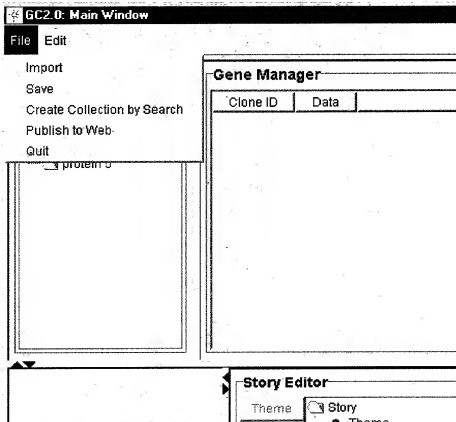 GC2.0: Main Window
File Edit
Import
Save
Create Collection by Search
Publish to Web
Quit
protein 5
Gene Manager
Clone ID Data
Story Editor
Theme Story
Theme